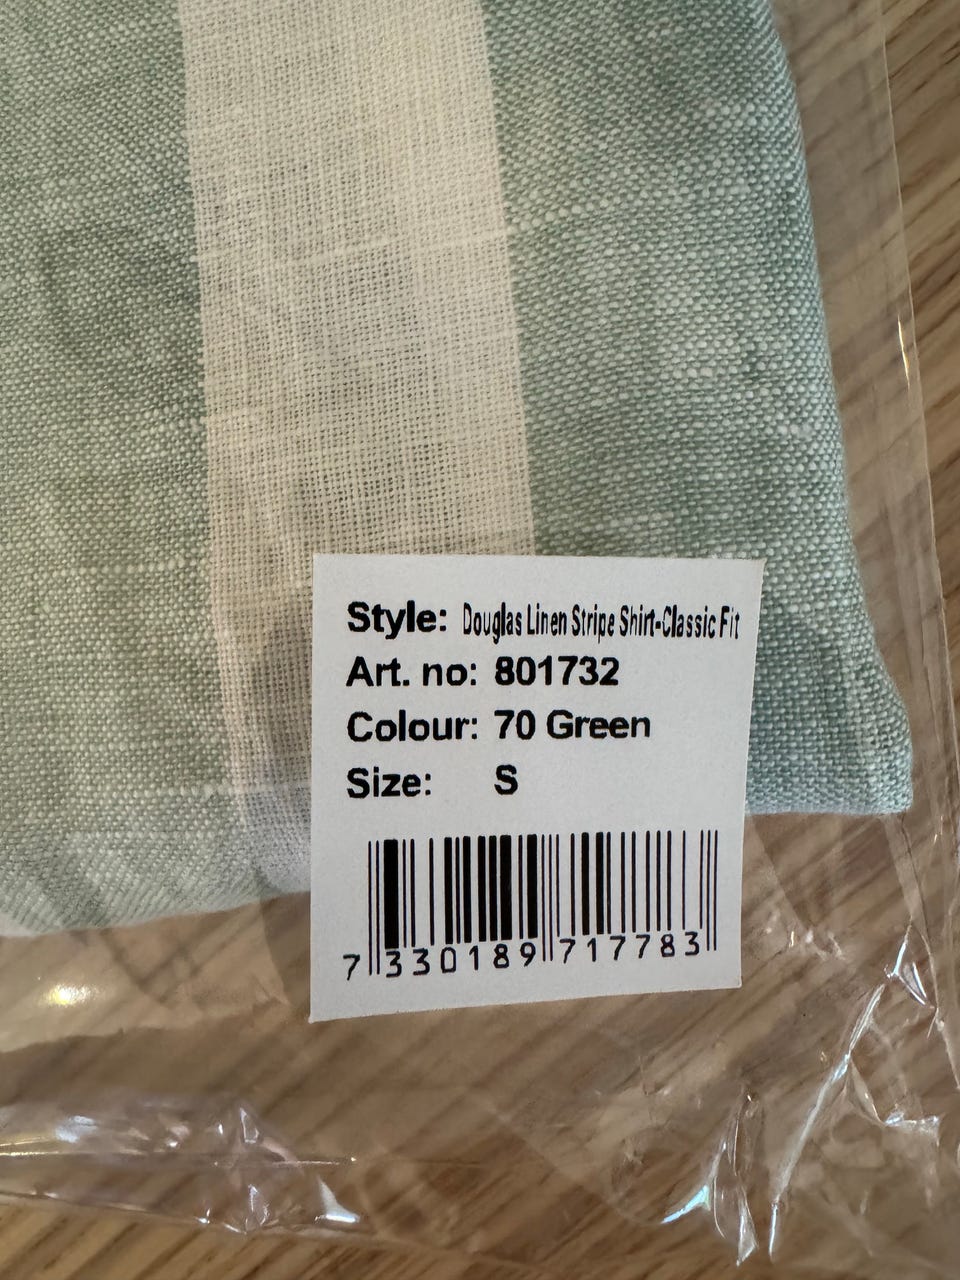 Style: Douglas Linen Stripe Shirt-Classic Fit
Art. no: 801732
Colour: 70 Green
Size: S
7 330189 717783